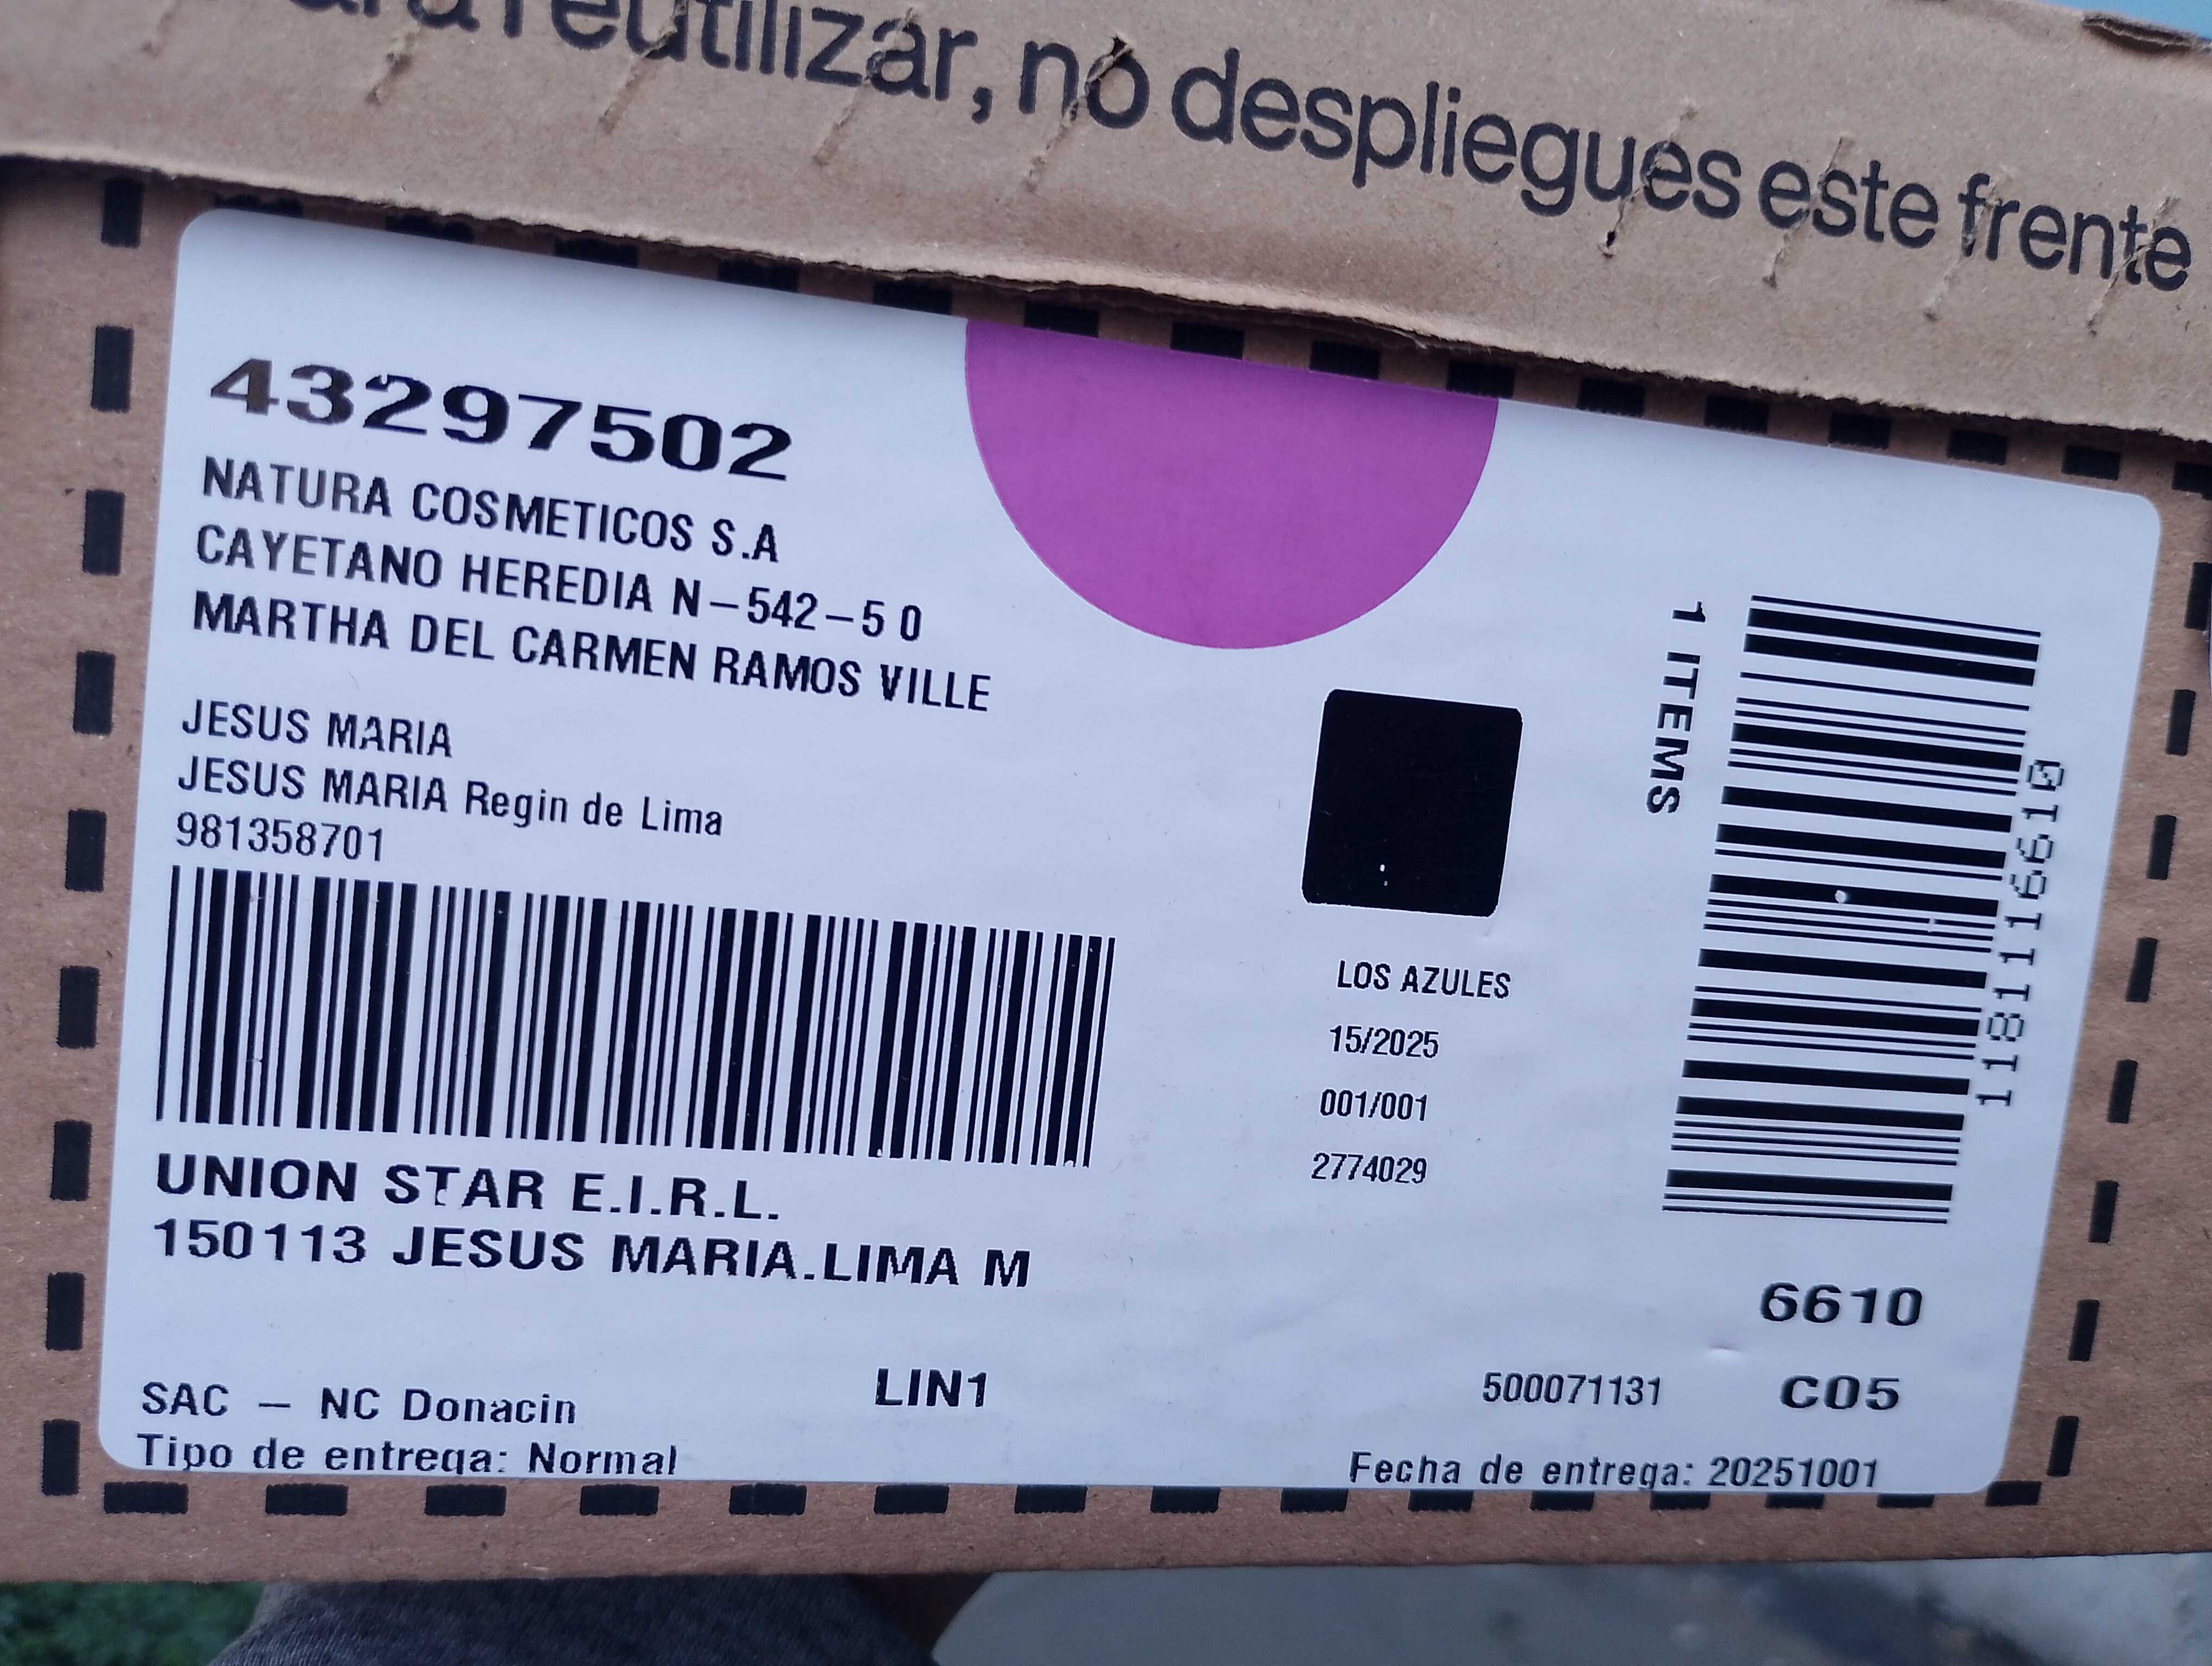 reutilizar, no despliegues este frente
43297502
NATURA COSMETICOS S.A
CAYETANO HEREDIA N-542-5 0
MARTHA DEL CARMEN RAMOS VILLE
JESUS MARIA
JESUS MARIA Regin de Lima
981358701
UNION STAR E.I.R.L.
150113 JESUS MARIA.LIMA M
LOS AZULES
15/2025
001/001
2774029
1 ITEMS
1181116610
6610
SAC - NC Donacin
LIN1
500071131
C05
Tipo de entrega: Normal
Fecha de entrega: 20251001